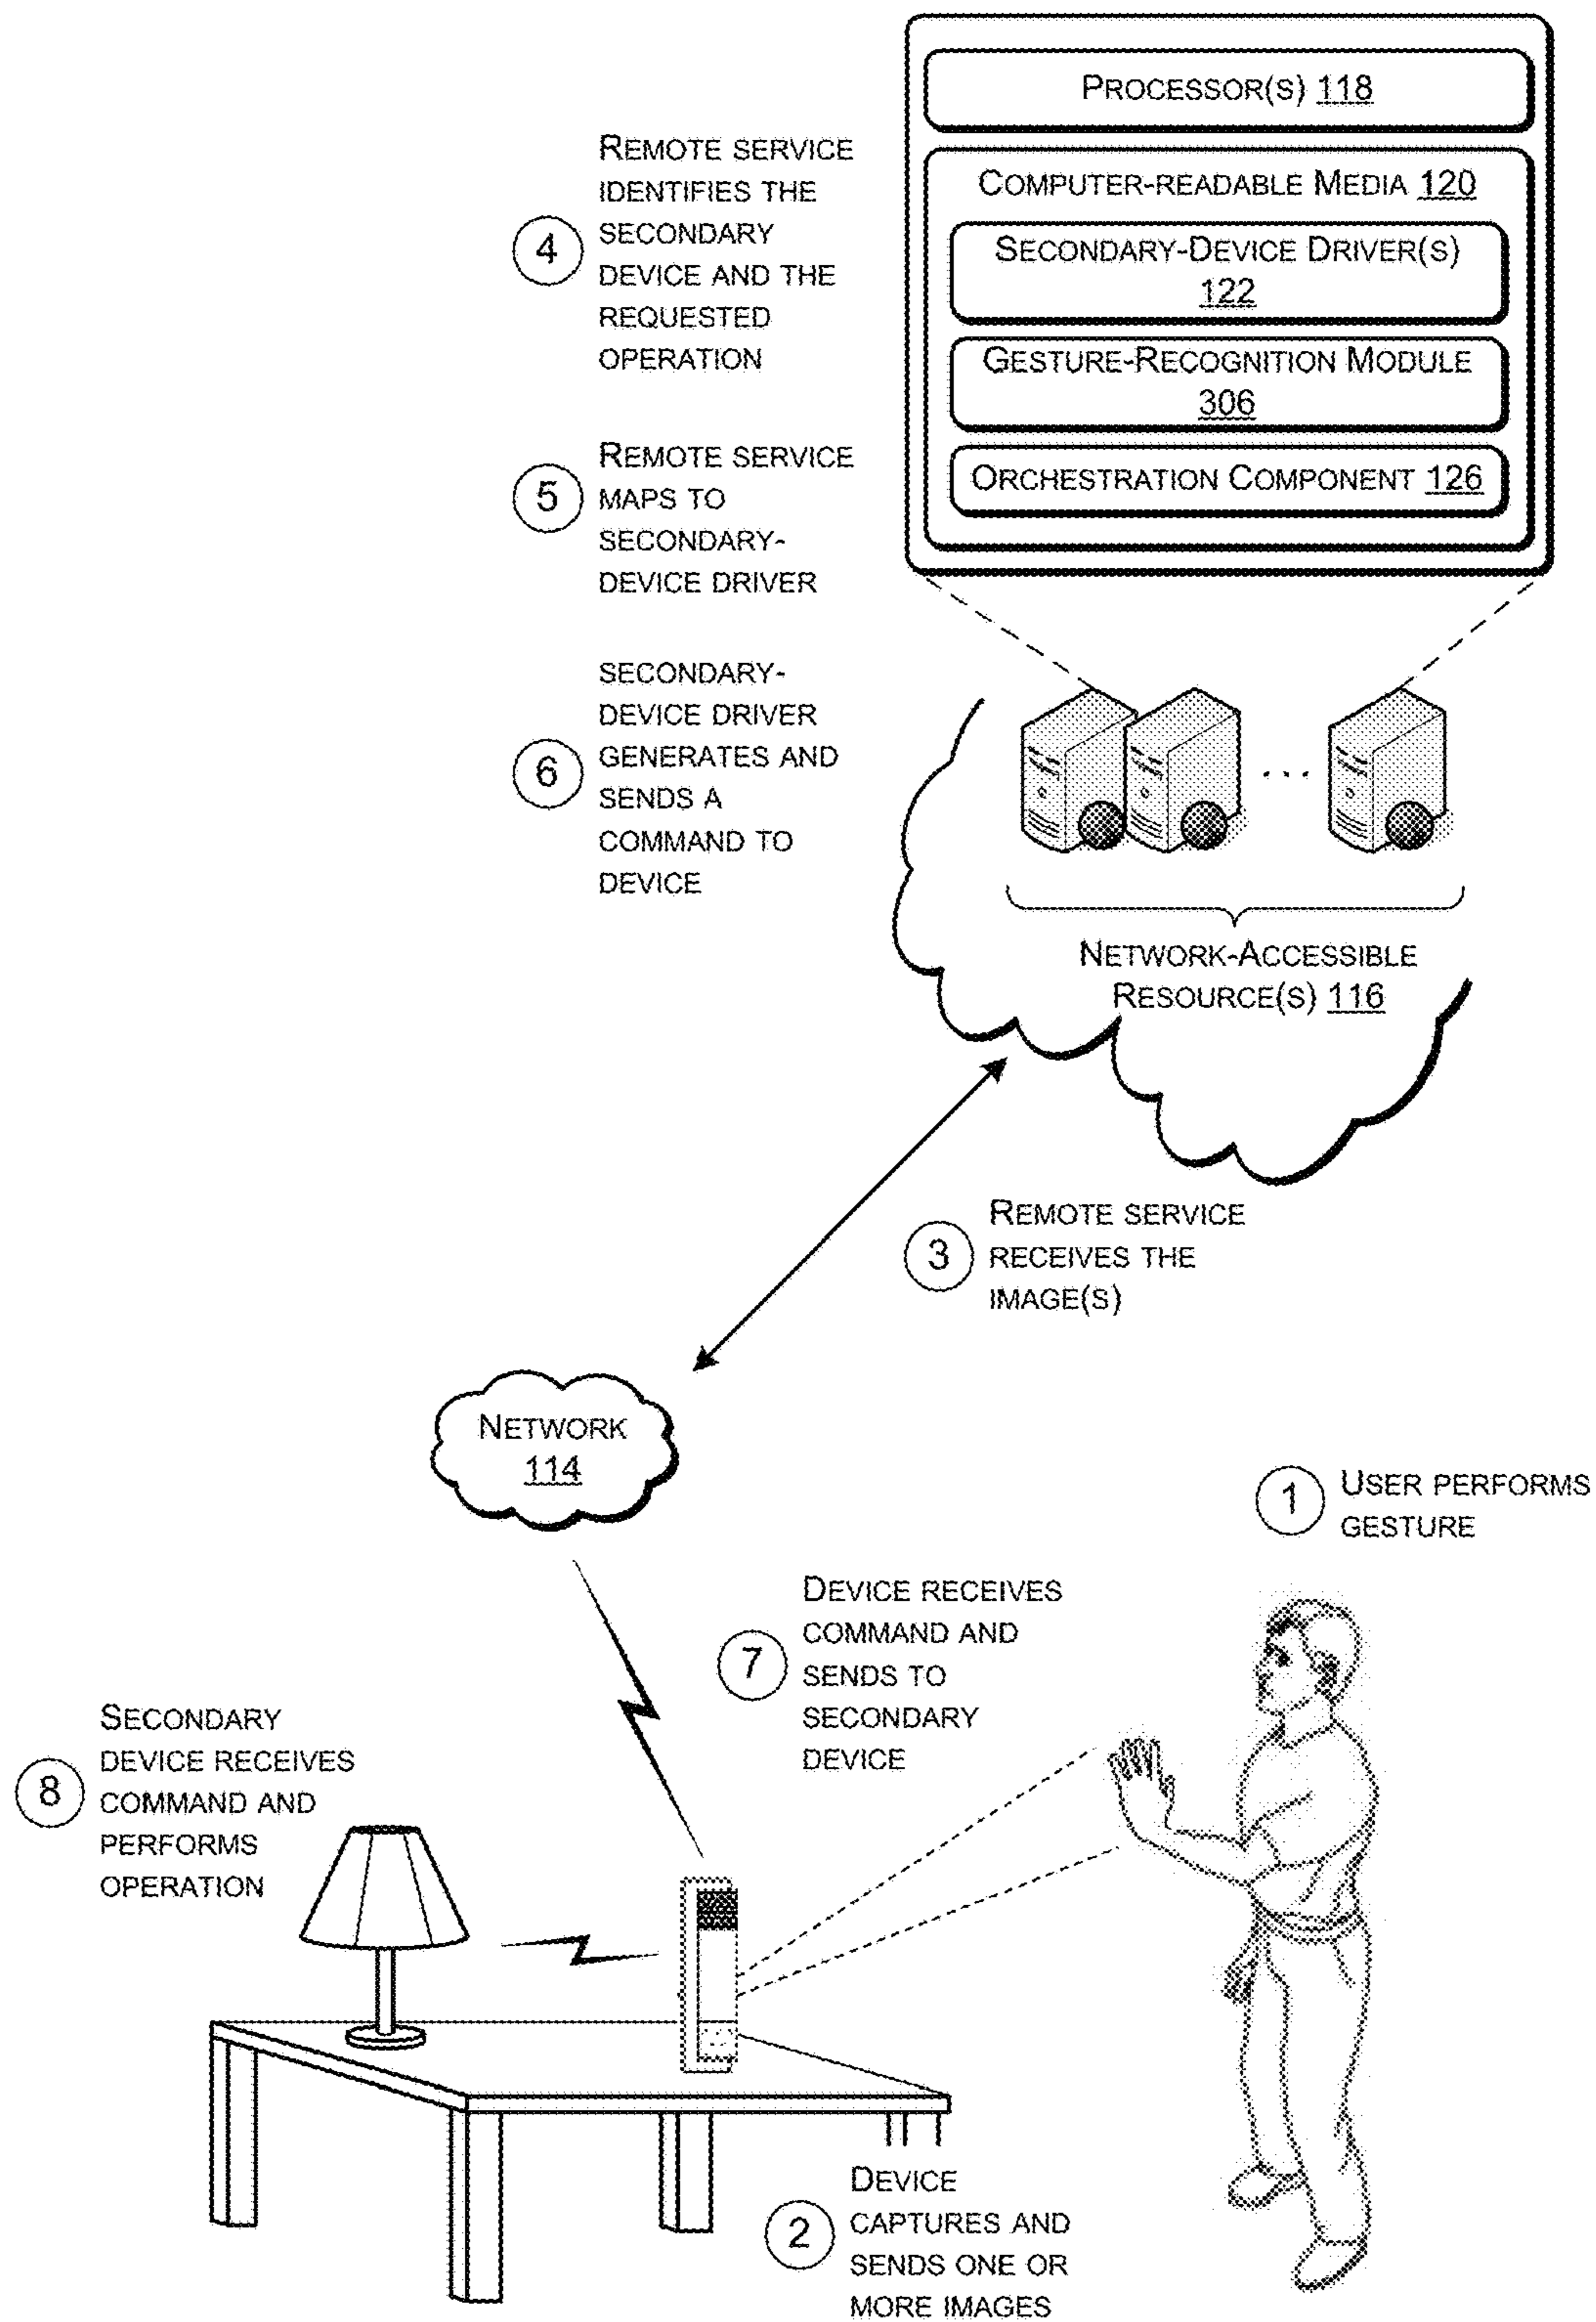 PROCESSOR(S) 118
COMPUTER-READABLE MEDIA 120
SECONDARY-DEVICE DRIVER(S)
122
GESTURE-RECOGNITION MODULE
306
ORCHESTRATION COMPONENT 126
4
REMOTE SERVICE
IDENTIFIES THE
SECONDARY
DEVICE AND THE
REQUESTED
OPERATION
5
REMOTE SERVICE
MAPS TO
SECONDARY-
DEVICE DRIVER
6
SECONDARY-
DEVICE DRIVER
GENERATES AND
SENDS A
COMMAND TO
DEVICE
...
NETWORK-ACCESSIBLE
RESOURCE(S) 116
3
REMOTE SERVICE
RECEIVES THE
IMAGE(S)
NETWORK
114
1
USER PERFORMS
GESTURE
7
DEVICE RECEIVES
COMMAND AND
SENDS TO
SECONDARY
DEVICE
8
SECONDARY
DEVICE RECEIVES
COMMAND AND
PERFORMS
OPERATION
2
DEVICE
CAPTURES AND
SENDS ONE OR
MORE IMAGES